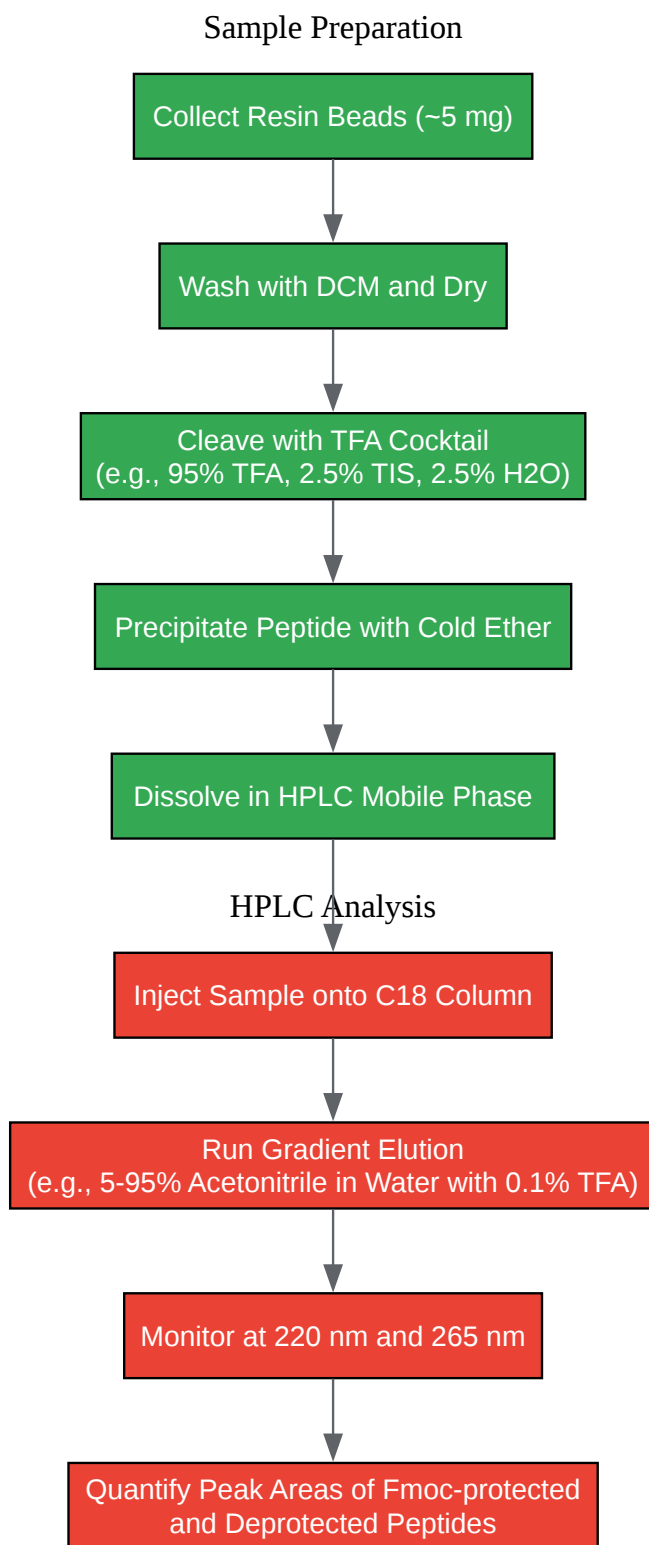 Sample Preparation
Collect Resin Beads (~5 mg)
Wash with DCM and Dry
Cleave with TFA Cocktail
(e.g., 95% TFA, 2.5% TIS, 2.5% H2O)
Precipitate Peptide with Cold Ether
Dissolve in HPLC Mobile Phase
HPLC Analysis
Inject Sample onto C18 Column
Run Gradient Elution
(e.g., 5-95% Acetonitrile in Water with 0.1% TFA)
Monitor at 220 nm and 265 nm
Quantify Peak Areas of Fmoc-protected
and Deprotected Peptides